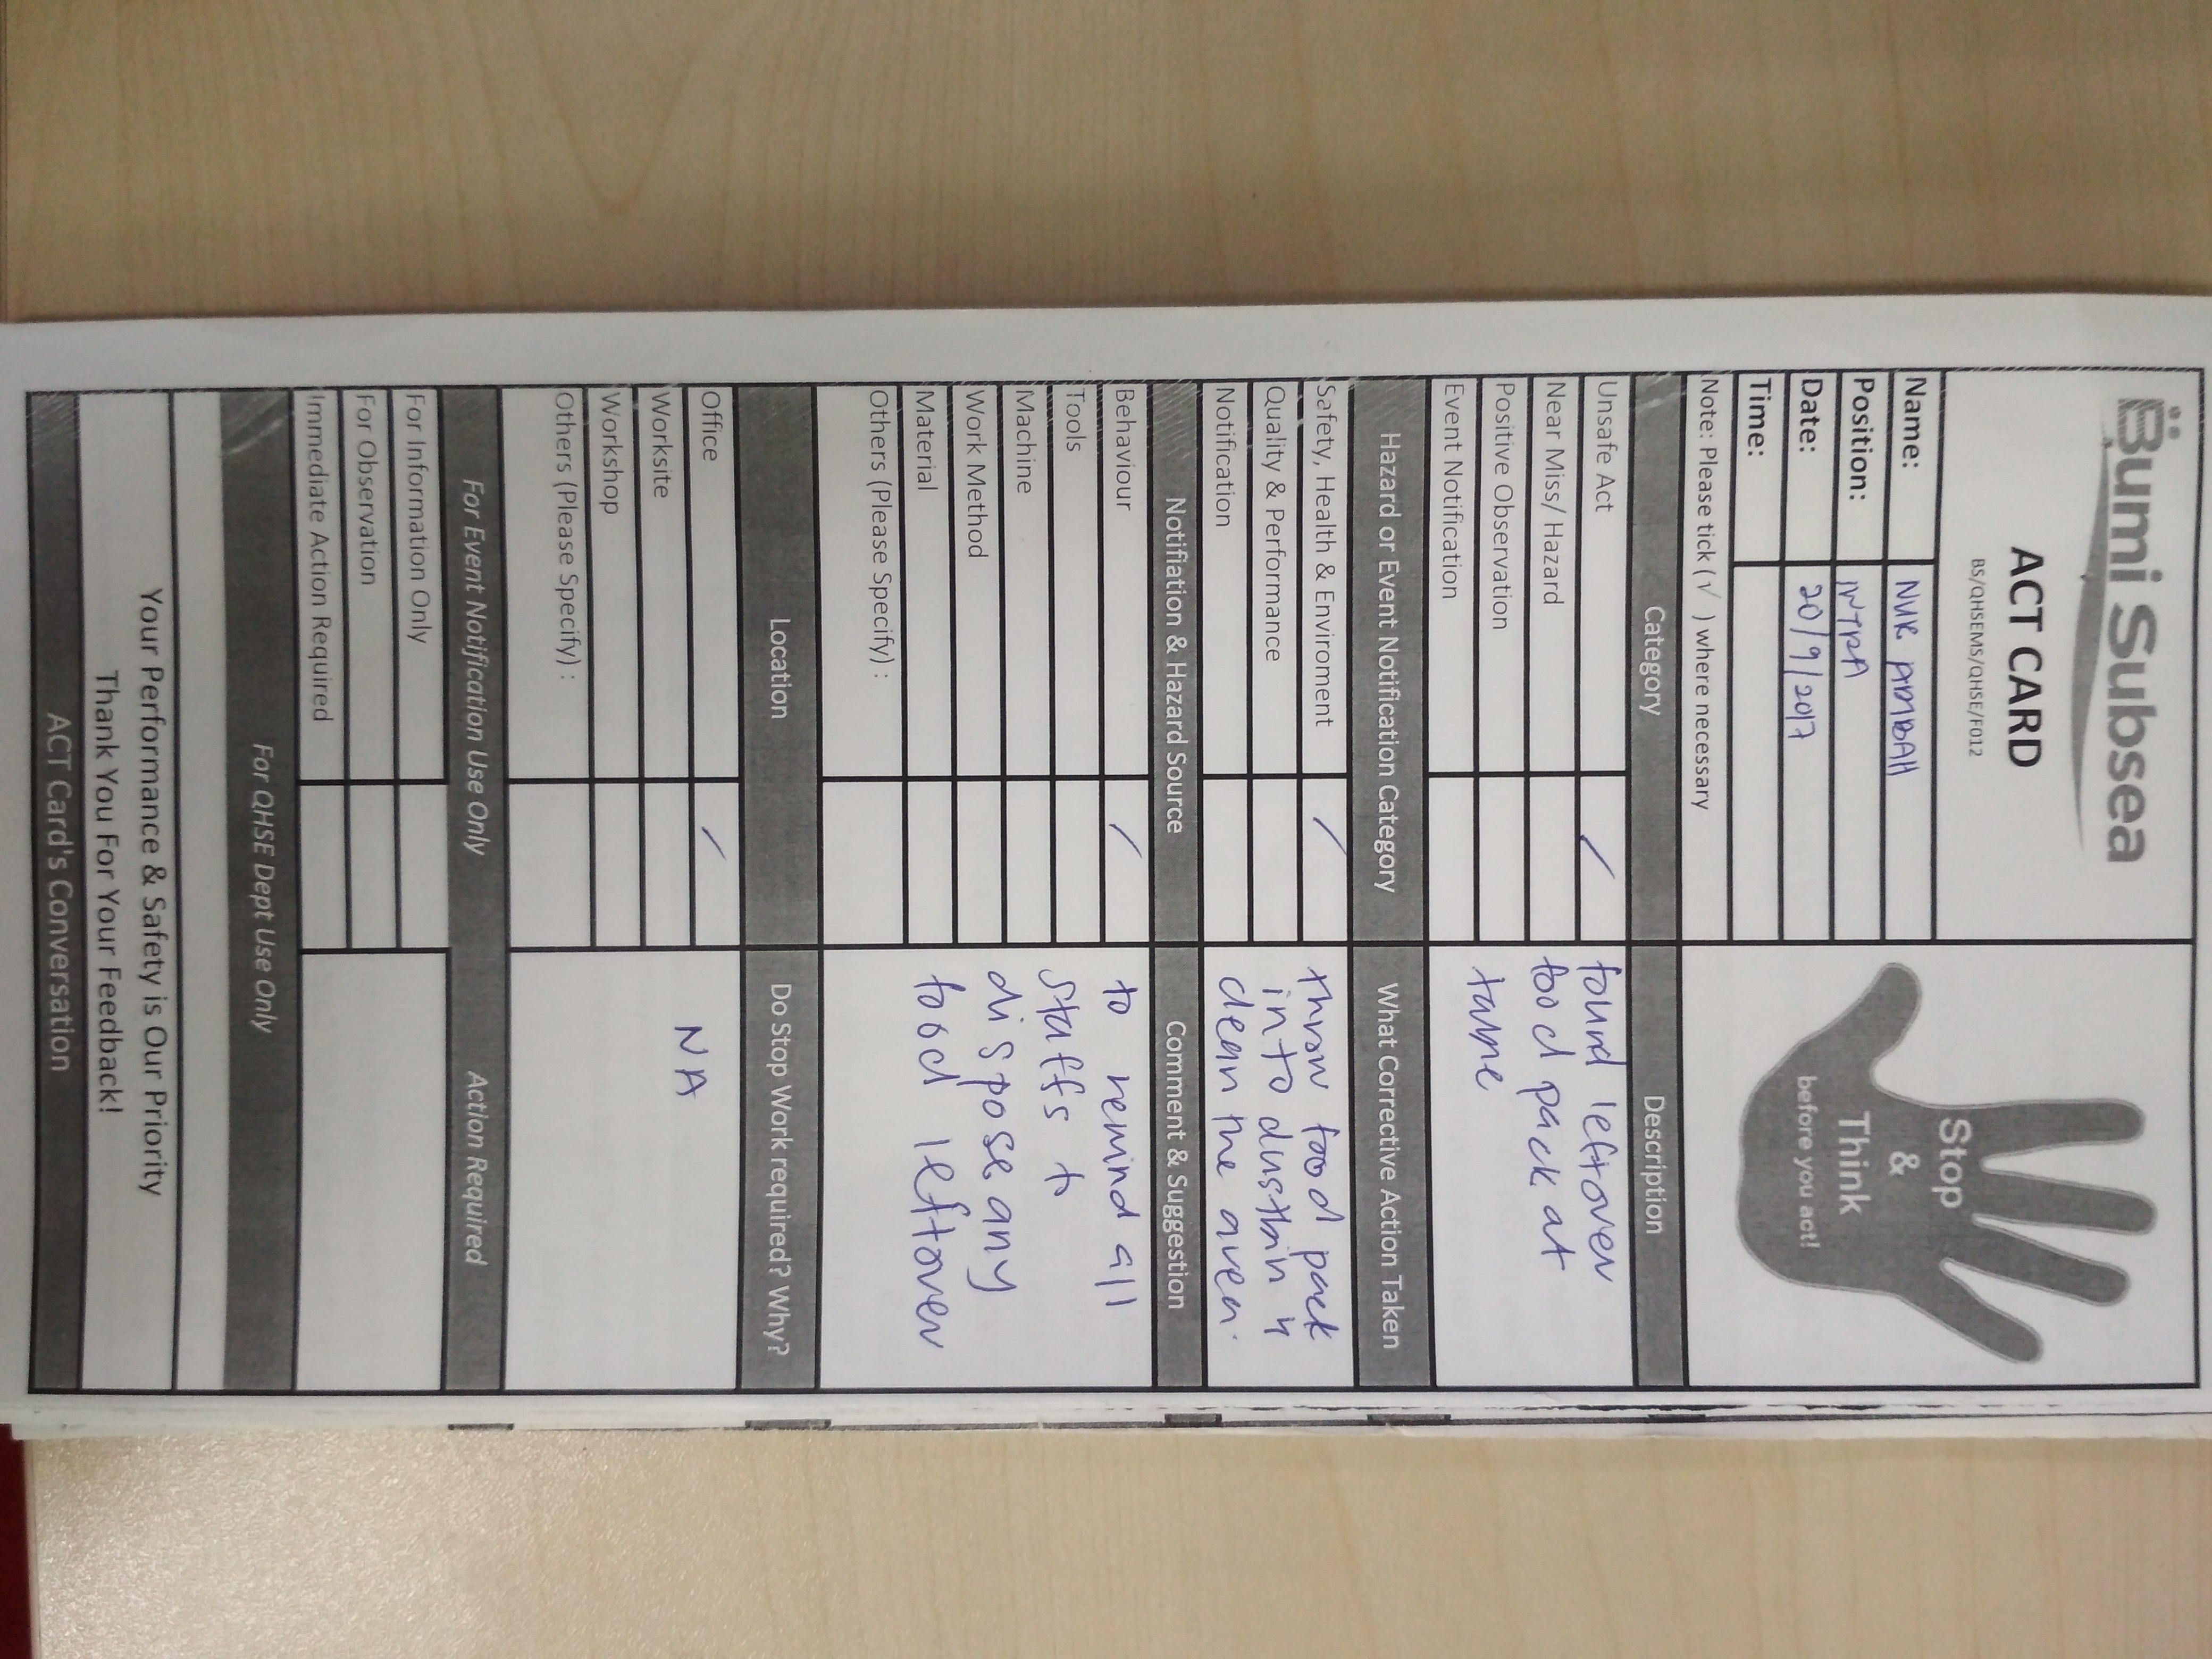 Bumi Subsea
ACT CARD
BS/QHSEMS/QHSE/F012
Stop
&
Think
before you act!
Name: NUR AMBAH
Position:
Date: 20/9/2017
Time:
Note: Please tick (√ ) where necessary
Category Description
Unsafe Act / found leftover
Near Miss/ Hazard food pack at
Positive Observation table
Event Notification
Hazard or Event Notification Category What Corrective Action Taken
Safety, Health & Enviroment / throw food pack
Quality & Performance into dustbin &
Notification clean the area.
Notifiation & Hazard Source Comment & Suggestion
Behaviour / to remind all
Tools staffs to
Machine
Work Method dispose any
Material food leftover
Others (Please Specify) :
Location Do Stop Work required? Why?
Office / NA
Worksite
Workshop
Others (Please Specify) :
For Event Notification Use Only Action Required
For Information Only
For Observation
Immediate Action Required
For QHSE Dept Use Only
Your Performance & Safety is Our Priority
Thank You For Your Feedback!
ACT Card's Conversation